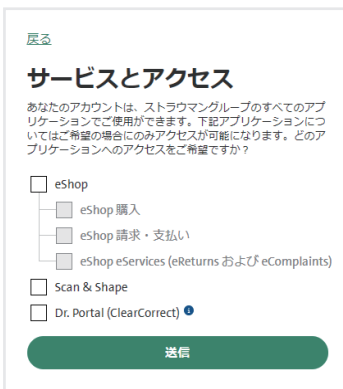 戻る
サービスとアクセス
あなたのアカウントは、ストラウマングループのすべてのアプ
リケーションでご使用ができます。下記アプリケーションにつ
いてはご希望の場合にのみアクセスが可能になります。どのア
プリケーションへのアクセスをご希望ですか？
eShop
eShop 購入
eShop 請求・支払い
eShop eServices (eReturns および eComplaints)
Scan & Shape
Dr. Portal (ClearCorrect)
送信